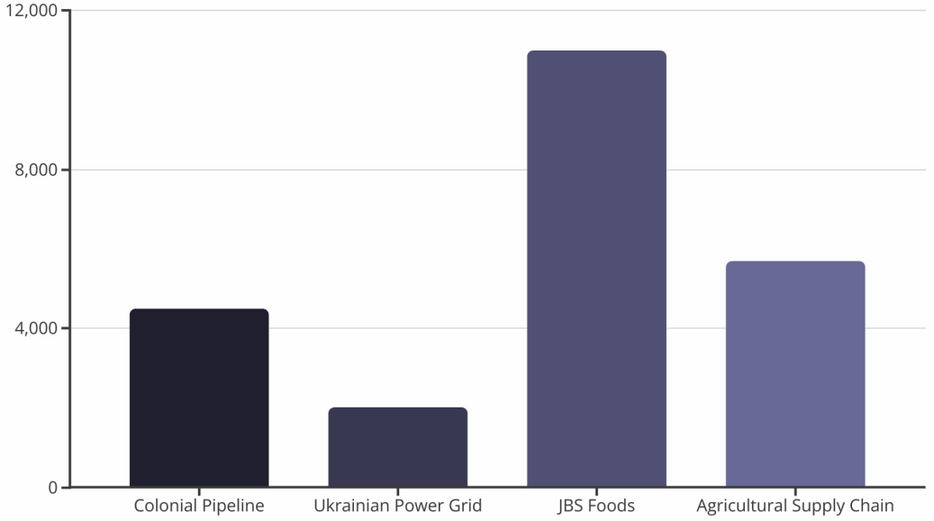 12,000
8,000
4,000
0
Colonial Pipeline Ukrainian Power Grid JBS Foods Agricultural Supply Chain